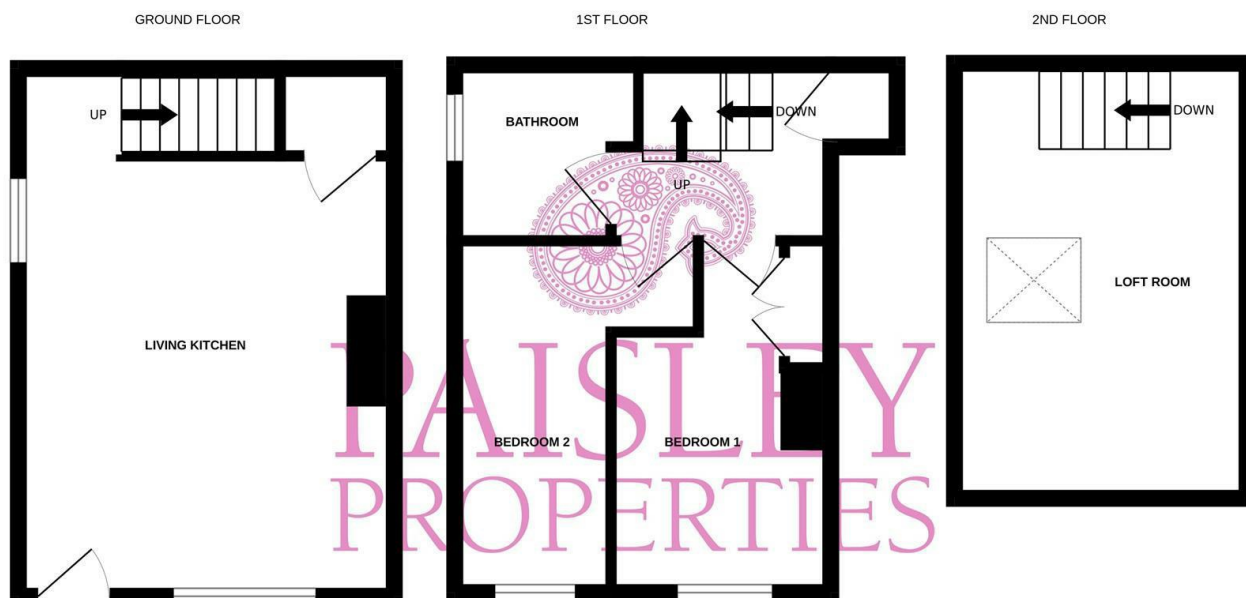 GROUND FLOOR
1ST FLOOR
2ND FLOOR
UP
BATHROOM
DOWN
DOWN
UP
LOFT ROOM
LIVING KITCHEN
BEDROOM 2
BEDROOM 1
PAISLEY
PROPERTIES